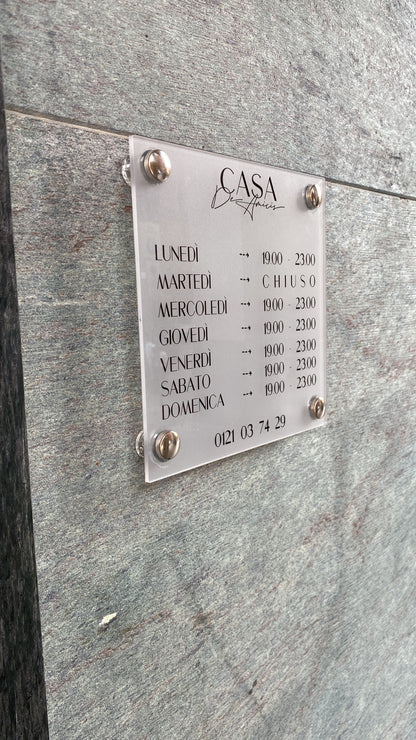 CASA
De Amicis
LUNEDÌ --→ 19:00 - 23:00
MARTEDÌ --→ CHIUSO
MERCOLEDÌ --→ 19:00 - 23:00
GIOVEDÌ --→ 19:00 - 23:00
VENERDÌ --→ 19:00 - 23:00
SABATO --→ 19:00 - 23:00
DOMENICA --→ 19:00 - 23:00
0121 03 74 29